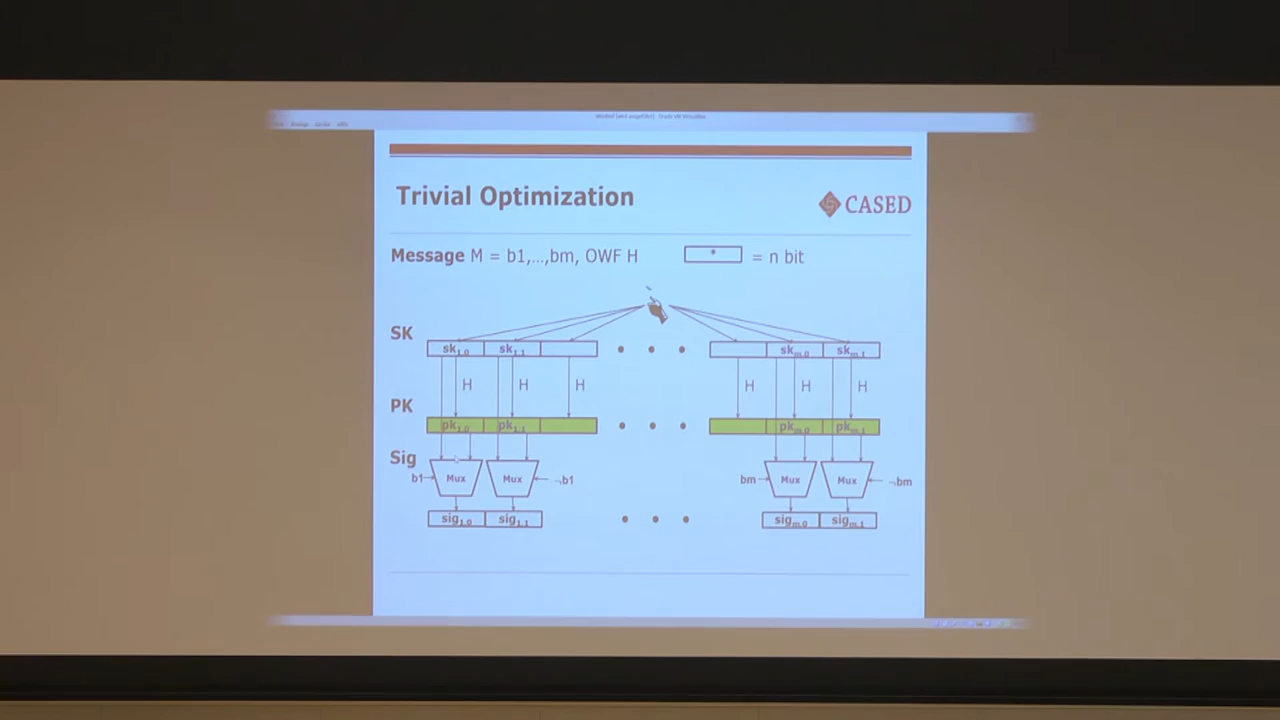 Trivial Optimization
CASED
Message M = b1,...,bm, OWF H
* = n bit
SK
sk1,0 sk1,1 skm,0 skm,1
H H H H H H
PK
pk1,0 pk1,1 pkm,0 pkm,1
Sig
b1 Mux Mux ¬b1 bm Mux Mux ¬bm
sig1,0 sig1,1 sigm,0 sigm,1